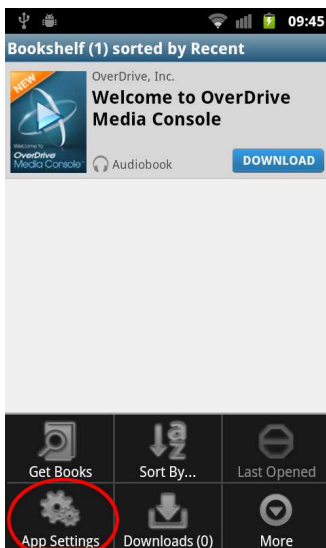 09:45
Bookshelf (1) sorted by Recent
OverDrive, Inc.
Welcome to OverDrive
Media Console
Audiobook
DOWNLOAD
NEW
Welcome to
OverDrive
Media Console
Get Books
Sort By...
Last Opened
App Settings
Downloads (0)
More